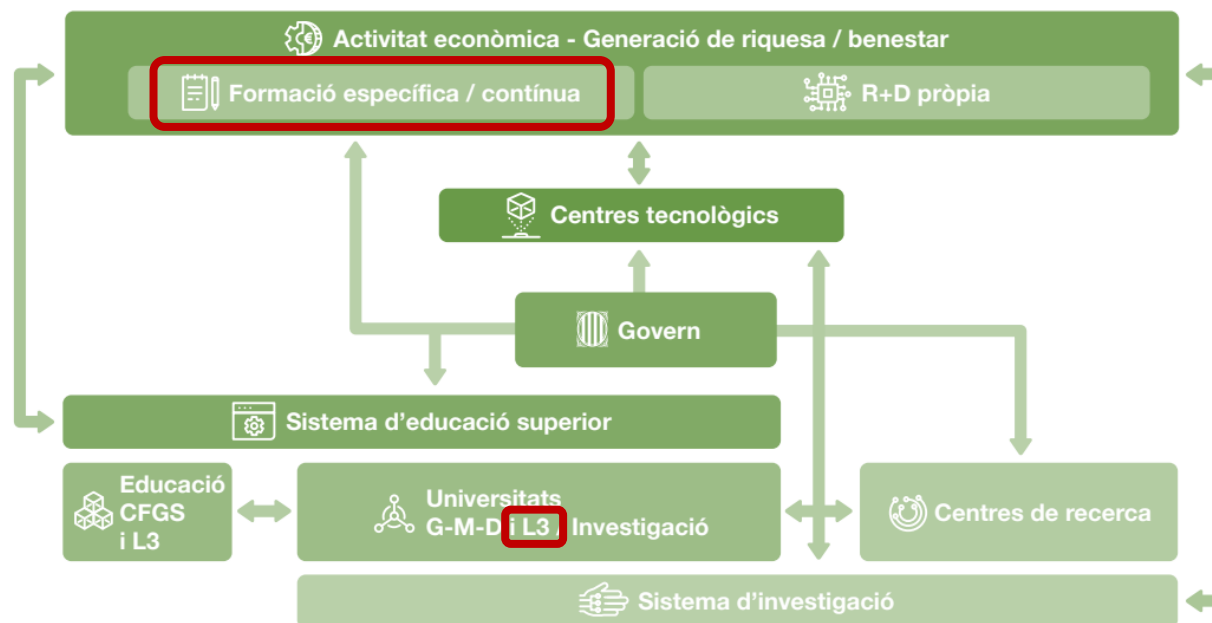 Activitat econòmica - Generació de riquesa / benestar
Formació específica / contínua
R+D pròpia
Centres tecnològics
Govern
Sistema d’educació superior
Educació
CFGS
i L3
Universitats
G-M-D i L3 / Investigació
Centres de recerca
Sistema d’investigació